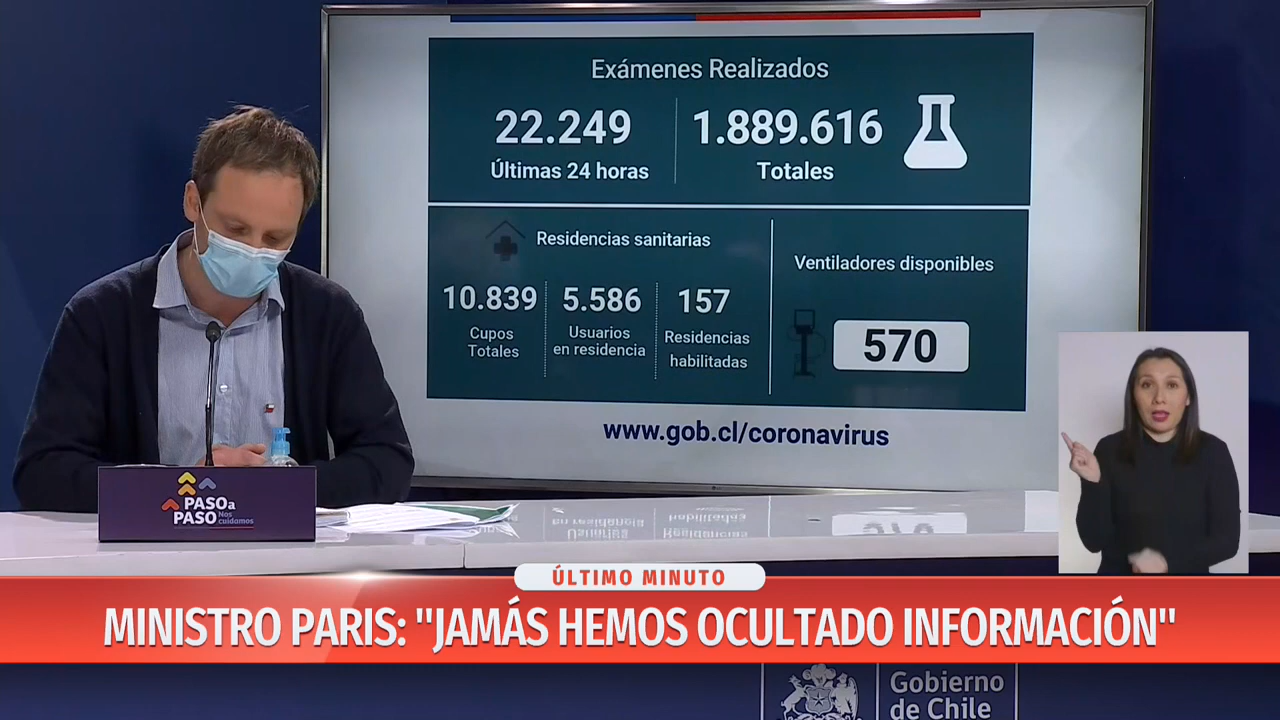 Exámenes Realizados
22.249
Últimas 24 horas
1.889.616
Totales
Residencias sanitarias
10.839
Cupos
Totales
5.586
Usuarios
en residencia
157
Residencias
habilitadas
Ventiladores disponibles
570
www.gob.cl/coronavirus
PASO a
PASO Nos
cuidamos
ÚLTIMO MINUTO
MINISTRO PARIS: "JAMÁS HEMOS OCULTADO INFORMACIÓN"
Gobierno
de Chile